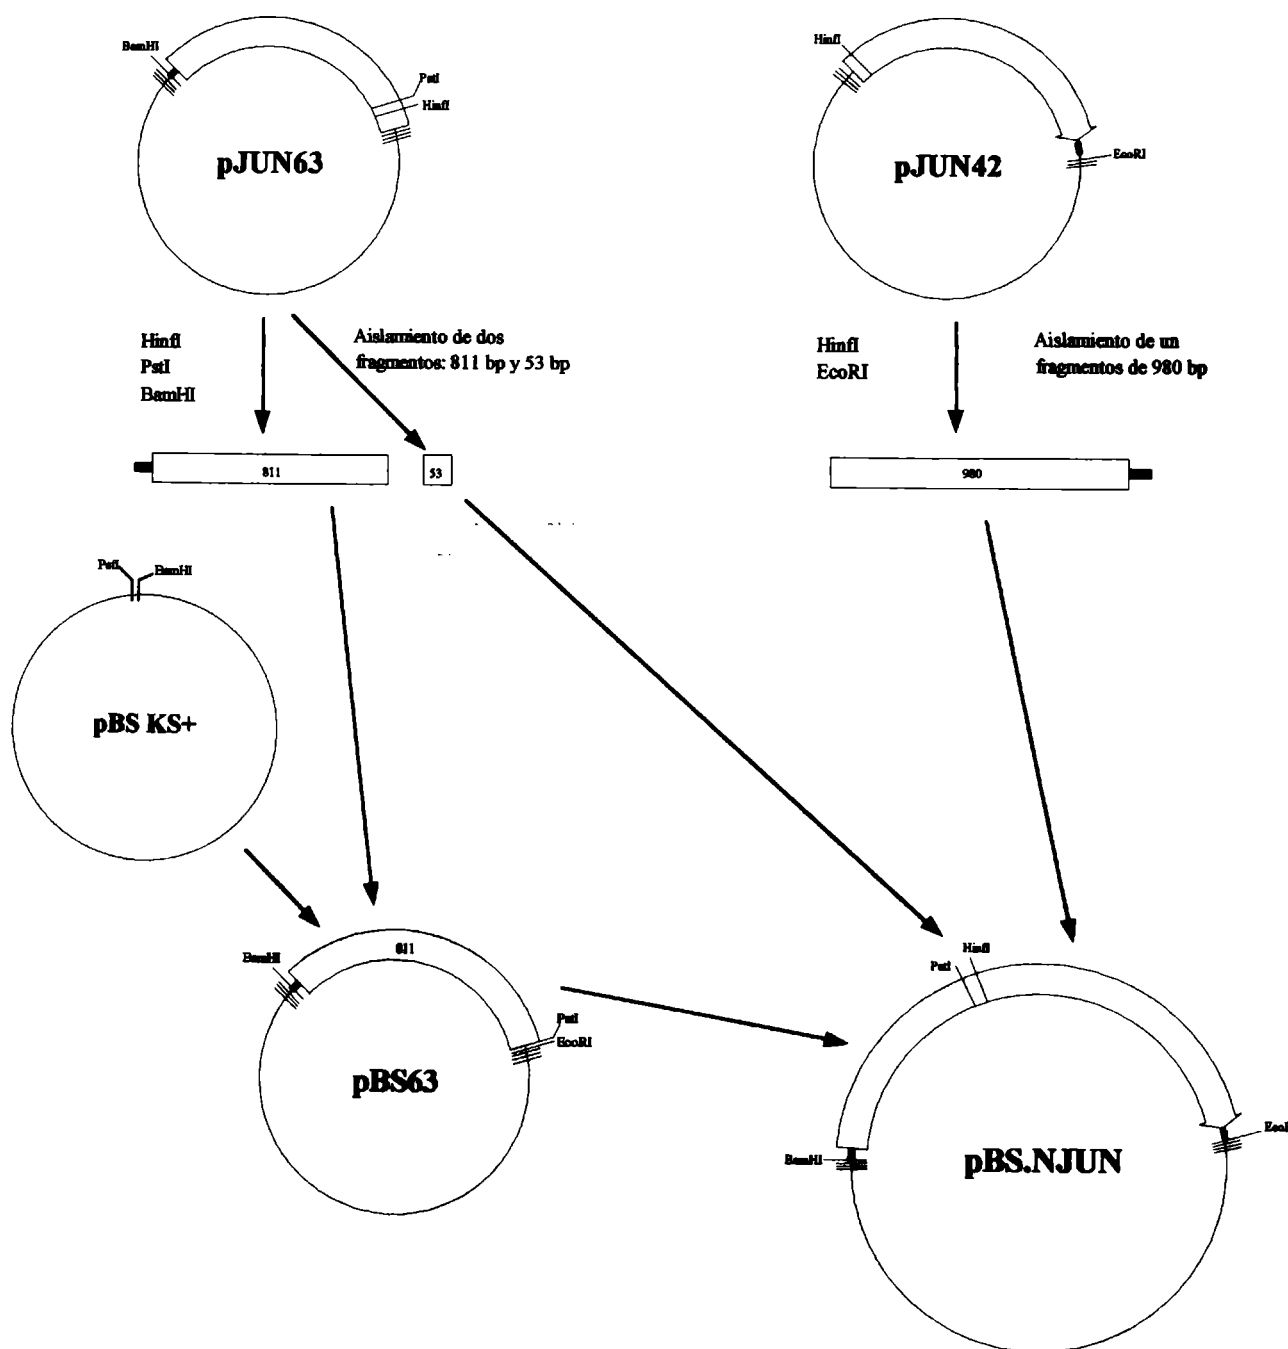 BamHI
PstI
HinfI
pJUN63
HinfI
EcoRI
pJUN42
HinfI
PstI
BamHI
Aislamiento de dos
fragmentos: 811 bp y 53 bp
HinfI
EcoRI
Aislamiento de un
fragmentos de 980 bp
811
53
980
PstI
BamHI
pBS KS+
BamHI
811
PstI
EcoRI
pBS63
HinfI
PstI
BamHI
EcoR
pBS.NJUN